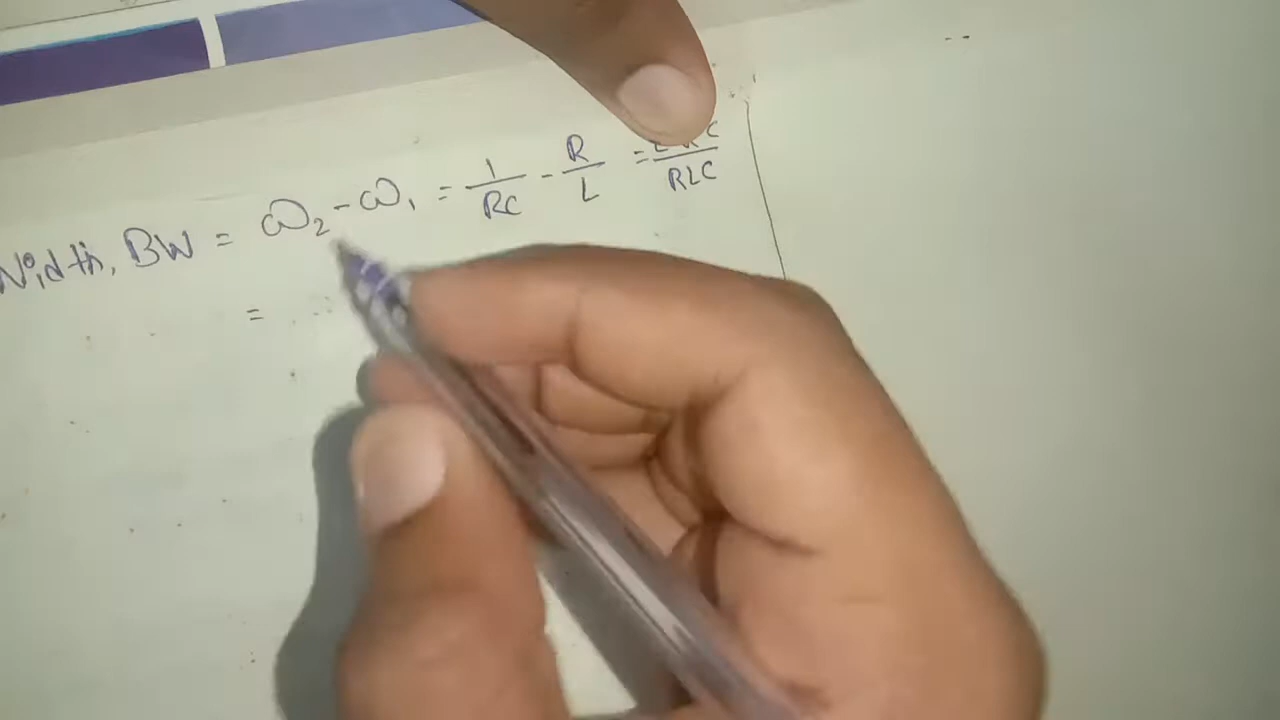 Width, BW = ω₂ - ω₁ = 1/RC - R/L = /RLC
=